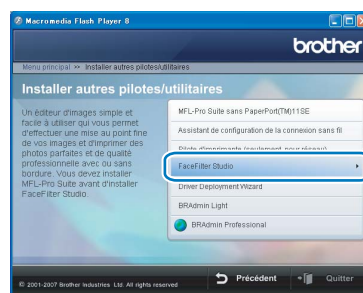 Macromedia Flash Player 8
brother
Menu principal >> Installer autres pilotes/utilitaires
Installer autres pilotes/utilitaires
Un éditeur d'images simple et
facile à utiliser qui vous permet
d'effectuer une mise au point fine
de vos images et d'imprimer des
photos parfaites et de qualité
professionnelle avec ou sans
bordure. Vous devez installer
MFL-Pro Suite avant d'installer
FaceFilter Studio.
MFL-Pro Suite sans PaperPort(TM)11SE
Assistant de configuration de la connexion sans fil
Pilote d'imprimante (seulement pour réseau)
FaceFilter Studio
Driver Deployment Wizard
BRAdmin Light
BRAdmin Professional
© 2001-2007 Brother Industries Ltd. All rights reserved
Précédent
Quitter